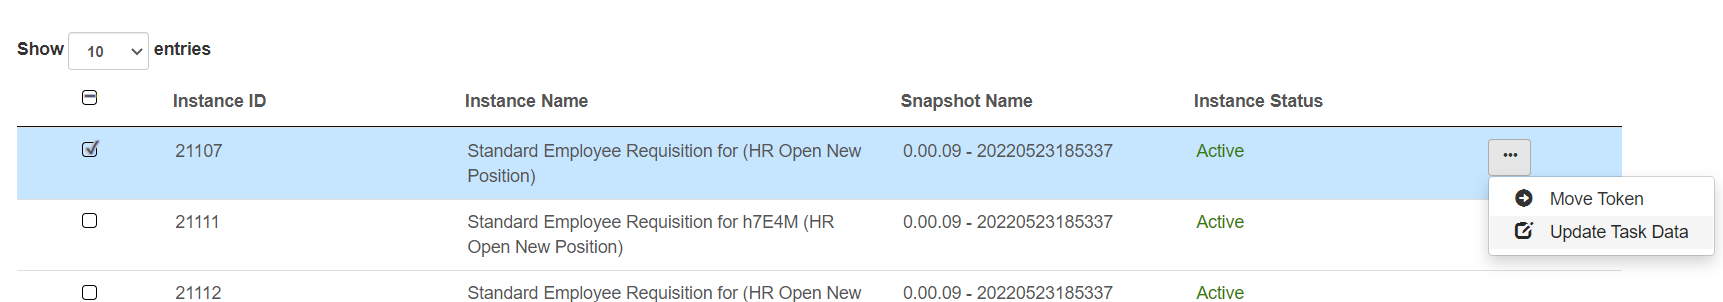 Show 10 entries
Instance ID Instance Name Snapshot Name Instance Status
21107 Standard Employee Requisition for (HR Open New 0.00.09 - 20220523185337 Active ...
Position)
Move Token
21111 Standard Employee Requisition for h7E4M (HR 0.00.09 - 20220523185337 Active
Update Task Data
Open New Position)
21112 Standard Employee Requisition for (HR Open New 0.00.09 - 20220523185337 Active